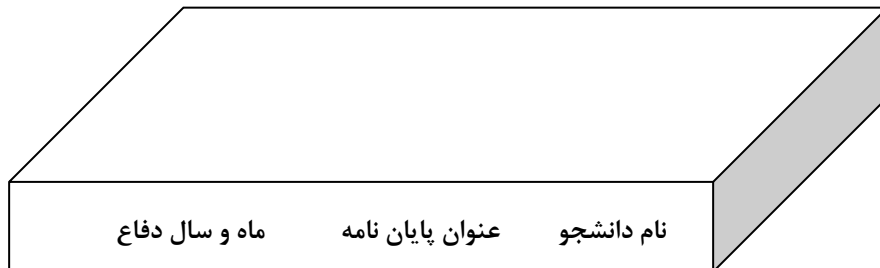 نام دانشجو عنوان پایان نامه ماه و سال دفاع